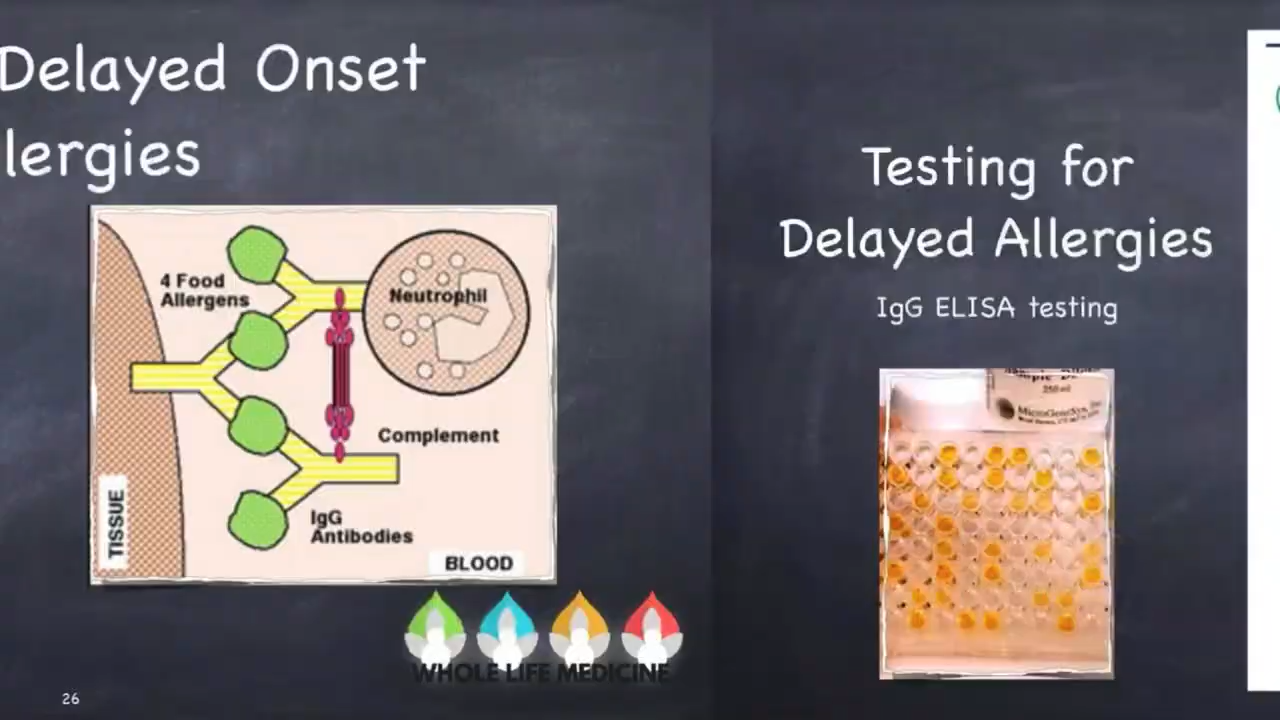 Delayed Onset
lergies
4 Food
Allergens
Neutrophil
Complement
IgG
Antibodies
TISSUE
BLOOD
WHOLE LIFE MEDICINE
26
Testing for
Delayed Allergies
IgG ELISA testing
250 ml
MicroGeneSys